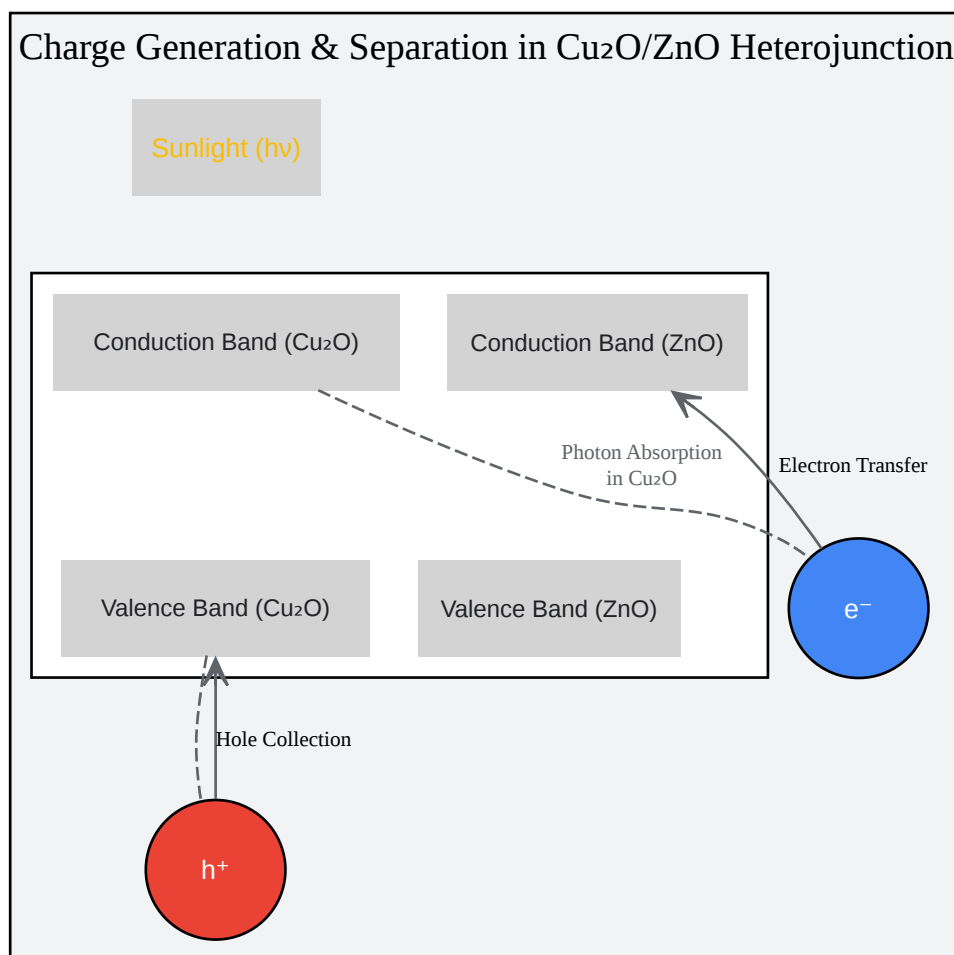 Charge Generation & Separation in Cu₂O/ZnO Heterojunction
Sunlight (hν)
Conduction Band (Cu₂O)
Conduction Band (ZnO)
Photon Absorption
in Cu₂O
Electron Transfer
Valence Band (Cu₂O)
Valence Band (ZnO)
e⁻
Hole Collection
h⁺